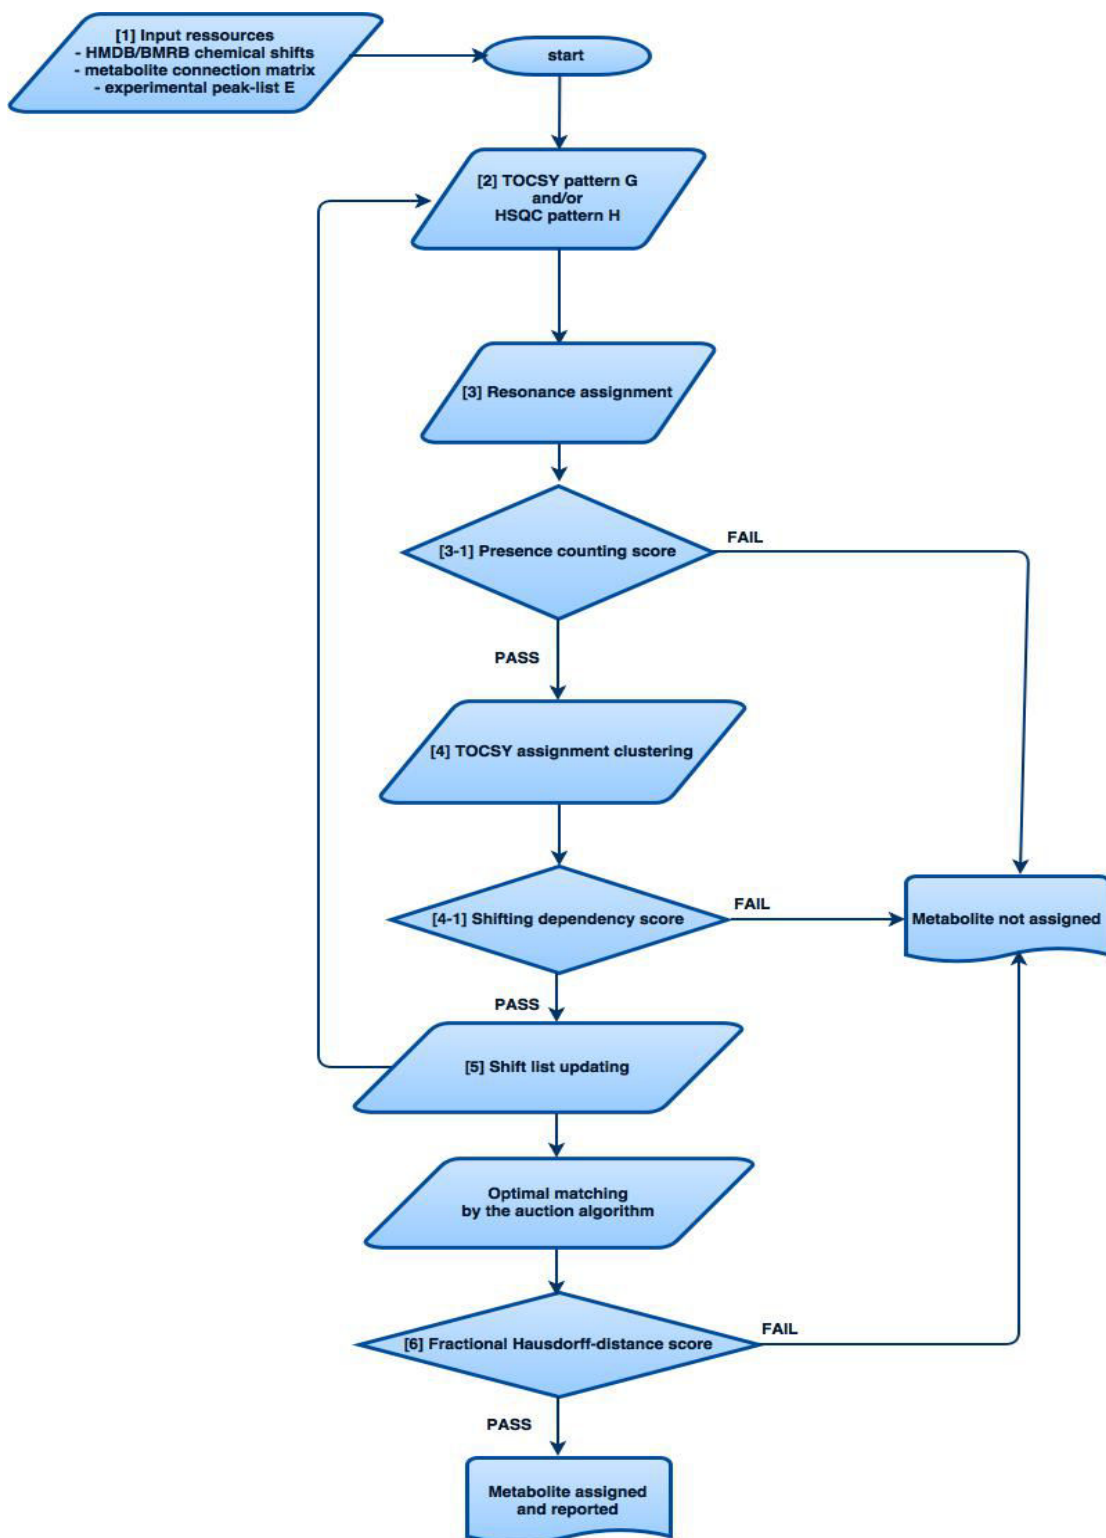 [1] Input ressources
- HMDB/BMRB chemical shifts
- metabolite connection matrix
- experimental peak-list E
start
[2] TOCSY pattern G
and/or
HSQC pattern H
[3] Resonance assignment
[3-1] Presence counting score
FAIL
PASS
[4] TOCSY assignment clustering
[4-1] Shifting dependency score
FAIL
Metabolite not assigned
PASS
[5] Shift list updating
Optimal matching
by the auction algorithm
[6] Fractional Hausdorff-distance score
FAIL
PASS
Metabolite assigned
and reported